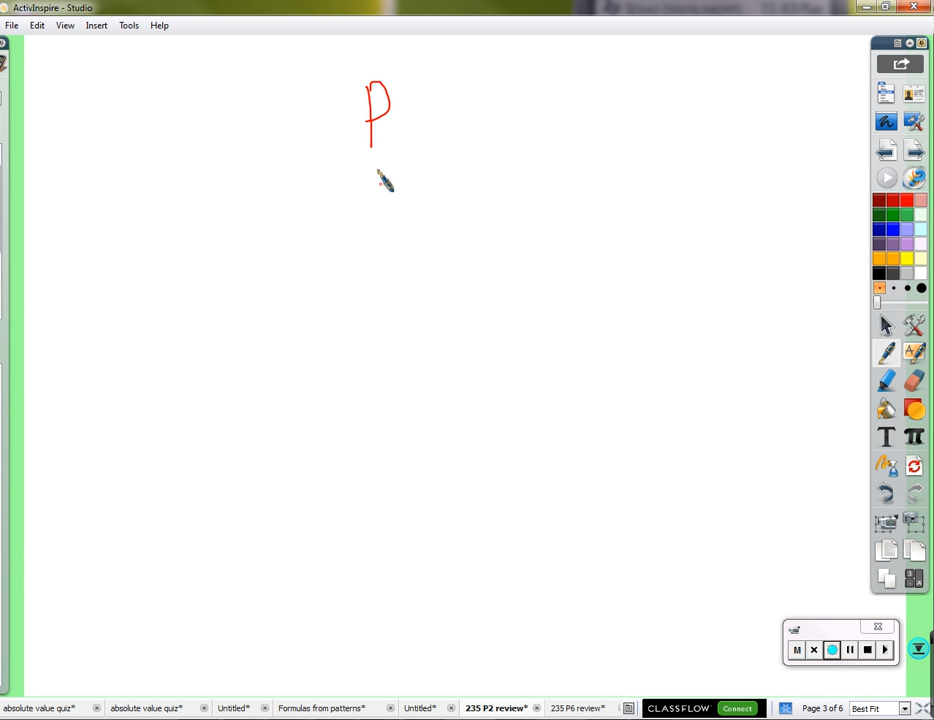 ActivInspire - Studio
File Edit View Insert Tools Help
P
absolute value quiz* absolute value quiz* Untitled* Formulas from patterns* Untitled* 235 P2 review* 235 P6 review* CLASSFLOW Connect Page 3 of 6 Best Fit